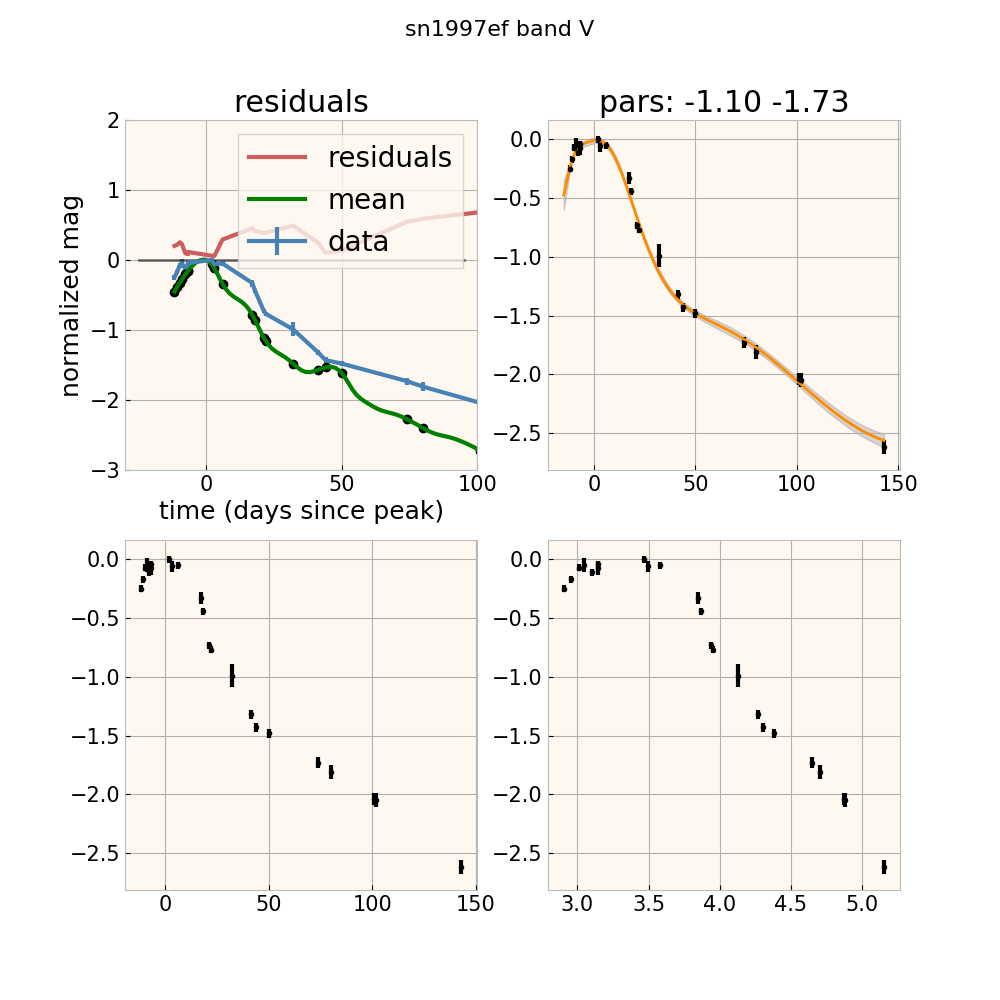 sn1997ef band V
residuals
pars: -1.10 -1.73
normalized mag
2
1
0
−1
−2
−3
residuals
mean
data
0 50 100
time (days since peak)
0.0
−0.5
−1.0
−1.5
−2.0
−2.5
0 50 100 150
0.0
−0.5
−1.0
−1.5
−2.0
−2.5
0 50 100 150
0.0
−0.5
−1.0
−1.5
−2.0
−2.5
3.0 3.5 4.0 4.5 5.0